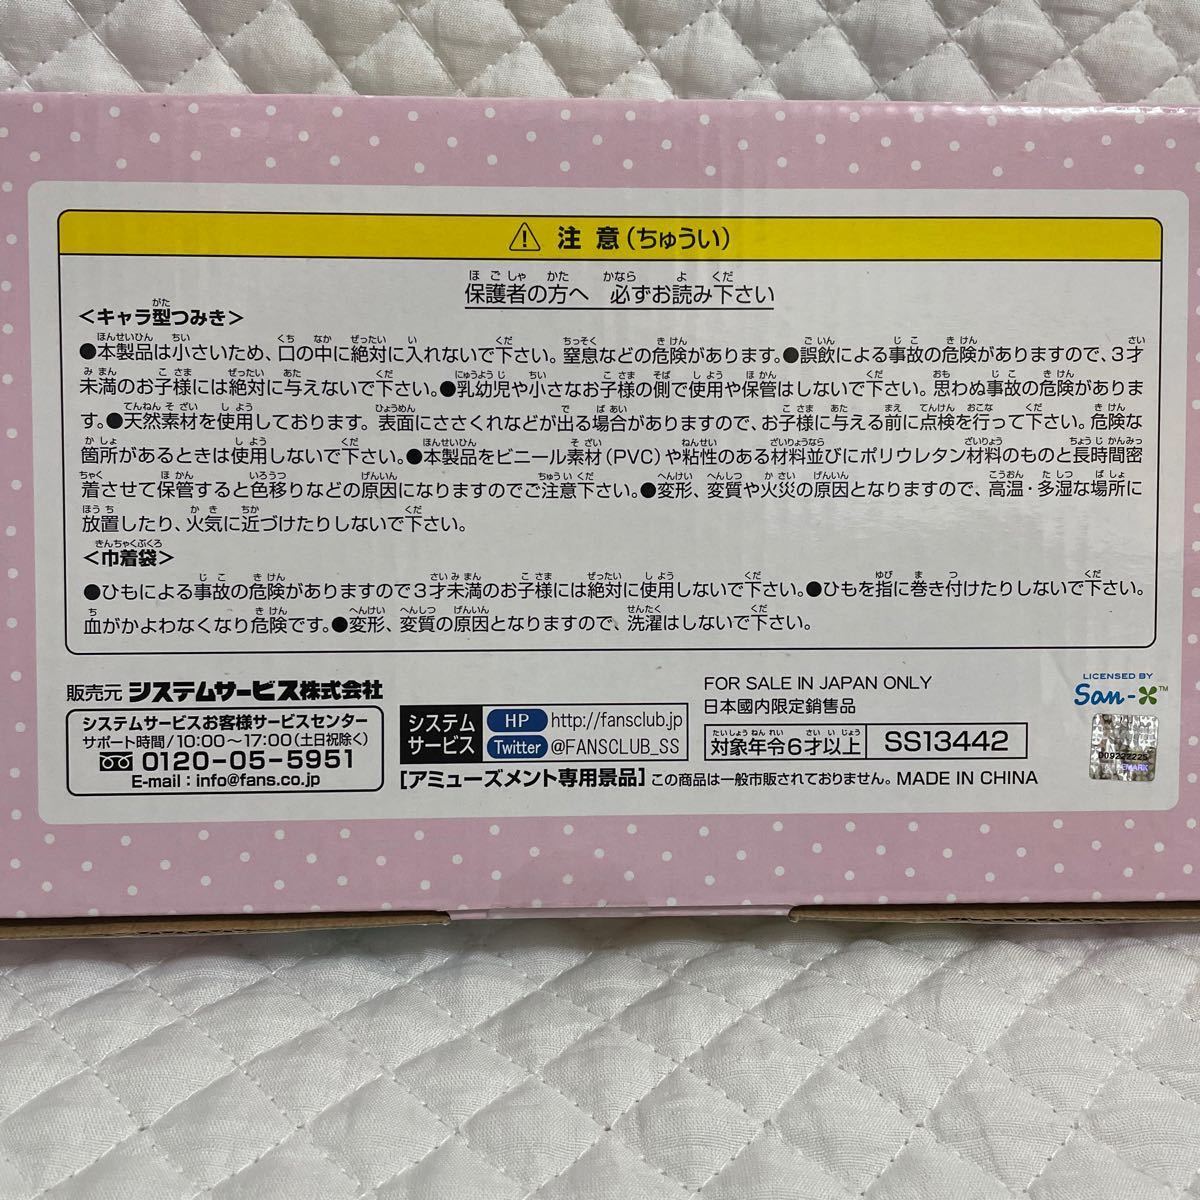 ⚠ 注意(ちゅうい)
保護者の方へ 必ずお読み下さい
<キャラ型つみき>
●本製品は小さいため、口の中に絶対に入れないで下さい。窒息などの危険があります。●誤飲による事故の危険がありますので、3才
未満のお子様には絶対に与えないで下さい。●乳幼児や小さなお子様の側で使用や保管はしないで下さい。思わぬ事故の危険がありま
す。●天然素材を使用しております。表面にささくれなどが出る場合がありますので、お子様に与える前に点検を行って下さい。危険な
箇所があるときは使用しないで下さい。●本製品をビニール素材(PVC)や粘性のある材料並びにポリウレタン材料のものと長時間密
着させて保管すると色移りなどの原因になりますのでご注意下さい。●変形、変質や火災の原因となりますので、高温・多湿な場所に
放置したり、火気に近づけたりしないで下さい。
<巾着袋>
●ひもによる事故の危険がありますので3才未満のお子様には絶対に使用しないで下さい。●ひもを指に巻き付けたりしないで下さい。
血がかよわなくなり危険です。●変形、変質の原因となりますので、洗濯はしないで下さい。
販売元 システムサービス株式会社
システムサービスお客様サービスセンター
サポート時間/10:00~17:00(土日祝除く)
0120-05-5951
E-mail:info@fans.co.jp
システムサービス
HP http://fansclub.jp
Twitter @FANSCLUB_SS
[アミューズメント専用景品] この商品は一般市販されておりません。MADE IN CHINA
FOR SALE IN JAPAN ONLY
日本國内限定銷售品
対象年令6才以上 SS13442
LICENSED BY
San-X™